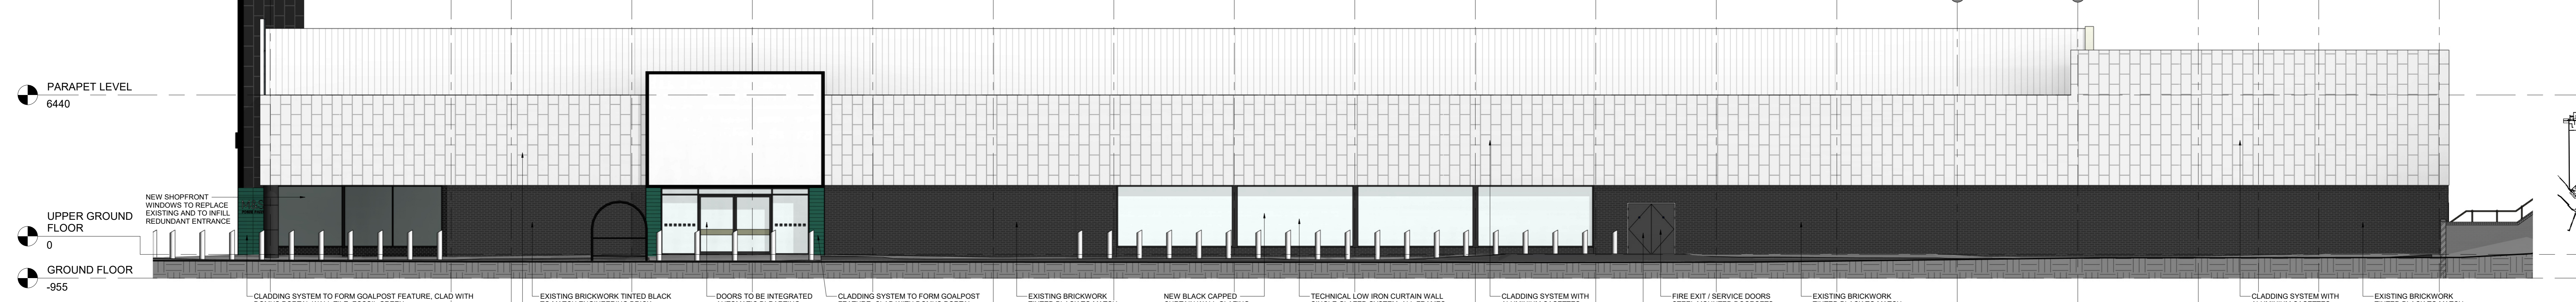 PARAPET LEVEL
6440
NEW SHOPFRONT
WINDOWS TO REPLACE
EXISTING AND TO INFILL
REDUNDANT ENTRANCE
UPPER GROUND
FLOOR
0
GROUND FLOOR
-955
CLADDING SYSTEM TO FORM GOALPOST FEATURE, CLAD WITH
EXISTING BRICKWORK TINTED BLACK
DOORS TO BE INTEGRATED
CLADDING SYSTEM TO FORM GOALPOST
EXISTING BRICKWORK
NEW BLACK CAPPED
TECHNICAL LOW IRON CURTAIN WALL
CLADDING SYSTEM WITH
FIRE EXIT / SERVICE DOORS
EXISTING BRICKWORK
CLADDING SYSTEM WITH
EXISTING BRICKWORK